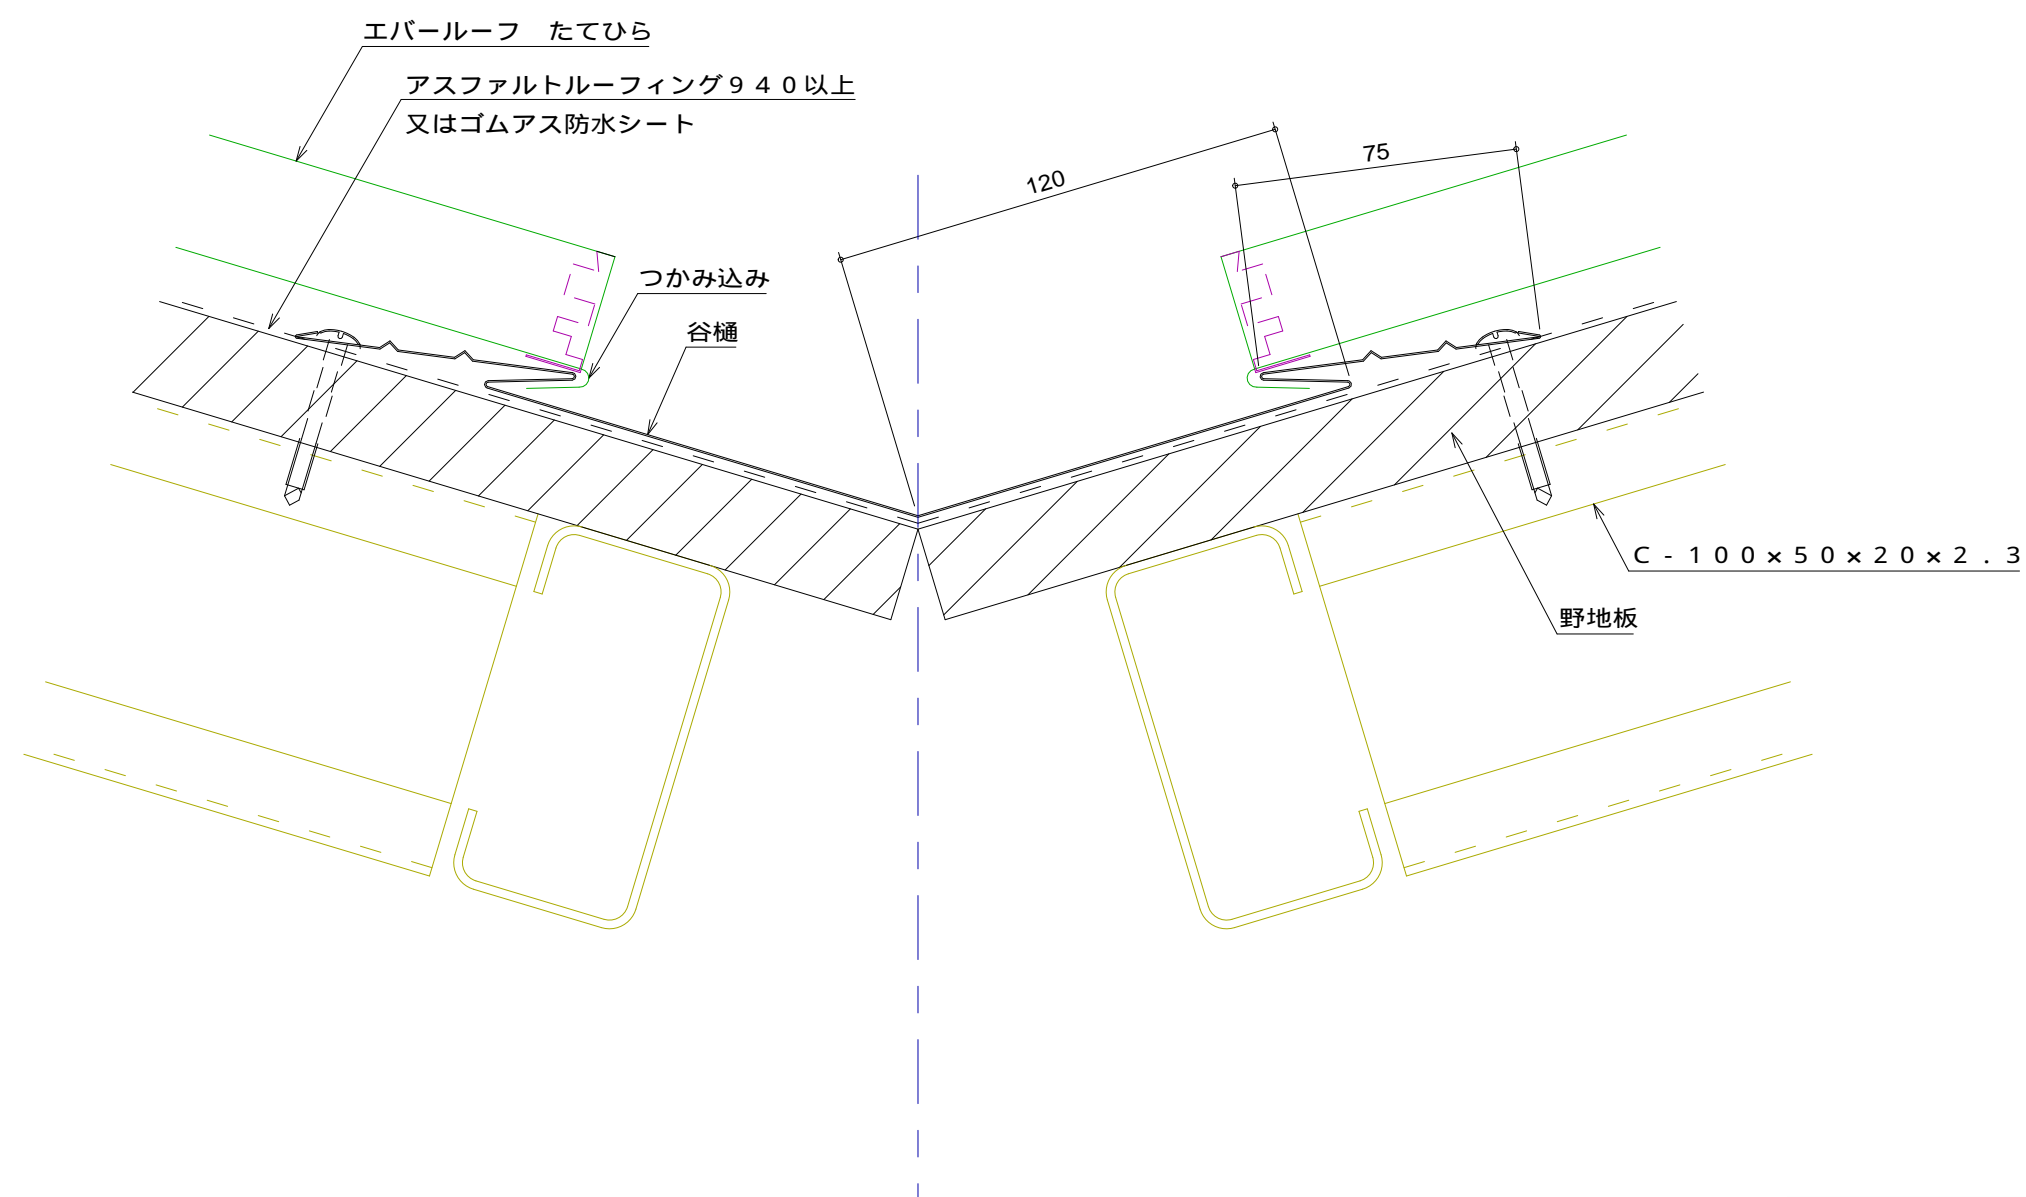 エバールーフ　たてひら
アスファルトルーフィング９４０以上
又はゴムアス防水シート
120
75
つかみ込み
谷樋
Ｃ－１００×５０×２０×２．３
野地板